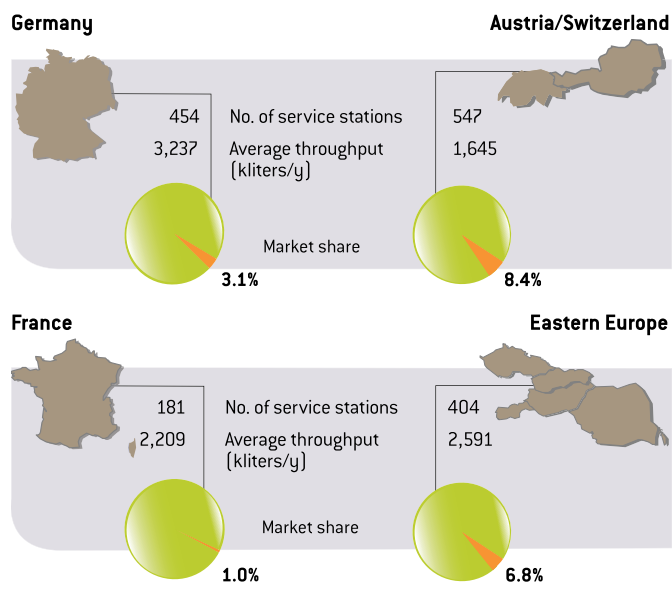 Germany
Austria/Switzerland
454 No. of service stations 547
3,237 Average throughput 1,645
(kliters/y)
Market share
3.1% 8.4%
France
Eastern Europe
181 No. of service stations 404
2,209 Average throughput 2,591
(kliters/y)
Market share
1.0% 6.8%